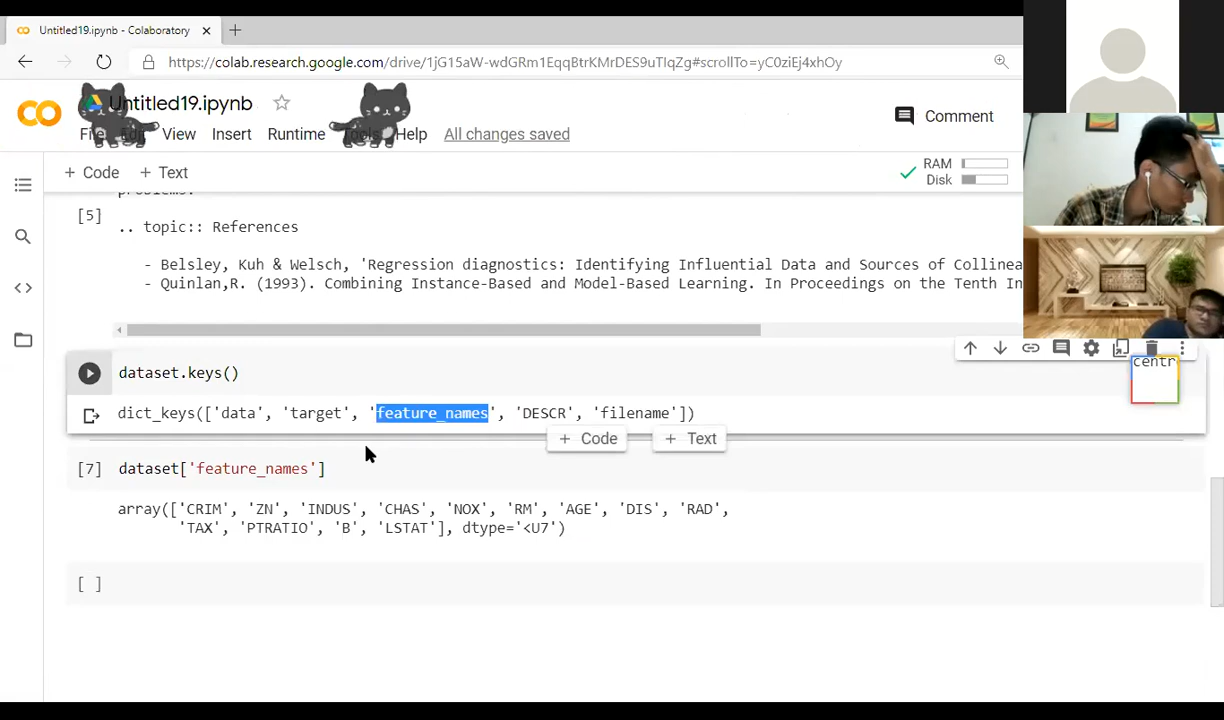 Untitled19.ipynb - Colaboratory
https://colab.research.google.com/drive/1jG15aW-wdGRm1EqqBtrKMrDES9uTlqZg#scrollTo=yC0ziEj4xhOy
CO Untitled19.ipynb
File Edit View Insert Runtime Tools Help All changes saved
Comment
+ Code + Text
RAM
Disk
problems.
[5]
.. topic:: References
- Belsley, Kuh & Welsch, 'Regression diagnostics: Identifying Influential Data and Sources of Collinea
- Quinlan,R. (1993). Combining Instance-Based and Model-Based Learning. In Proceedings on the Tenth In
dataset.keys()
centr
dict_keys(['data', 'target', 'feature_names', 'DESCR', 'filename'])
+ Code + Text
[7] dataset['feature_names']
array(['CRIM', 'ZN', 'INDUS', 'CHAS', 'NOX', 'RM', 'AGE', 'DIS', 'RAD',
'TAX', 'PTRATIO', 'B', 'LSTAT'], dtype='<U7')
[ ]